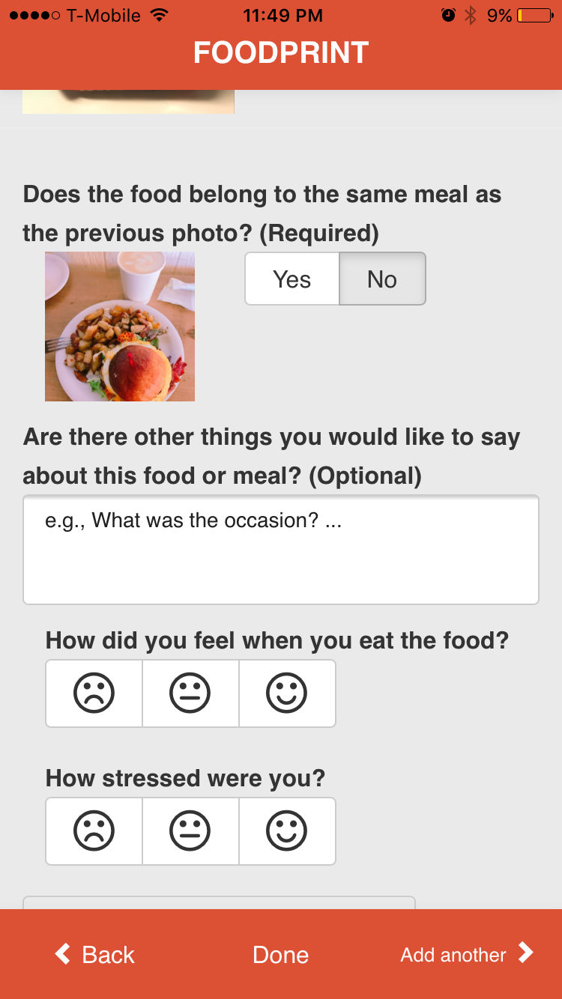 T-Mobile 11:49 PM 9%
FOODPRINT
Does the food belong to the same meal as
the previous photo? (Required)
Yes No
Are there other things you would like to say
about this food or meal? (Optional)
e.g., What was the occasion? ...
How did you feel when you eat the food?
How stressed were you?
Back Done Add another